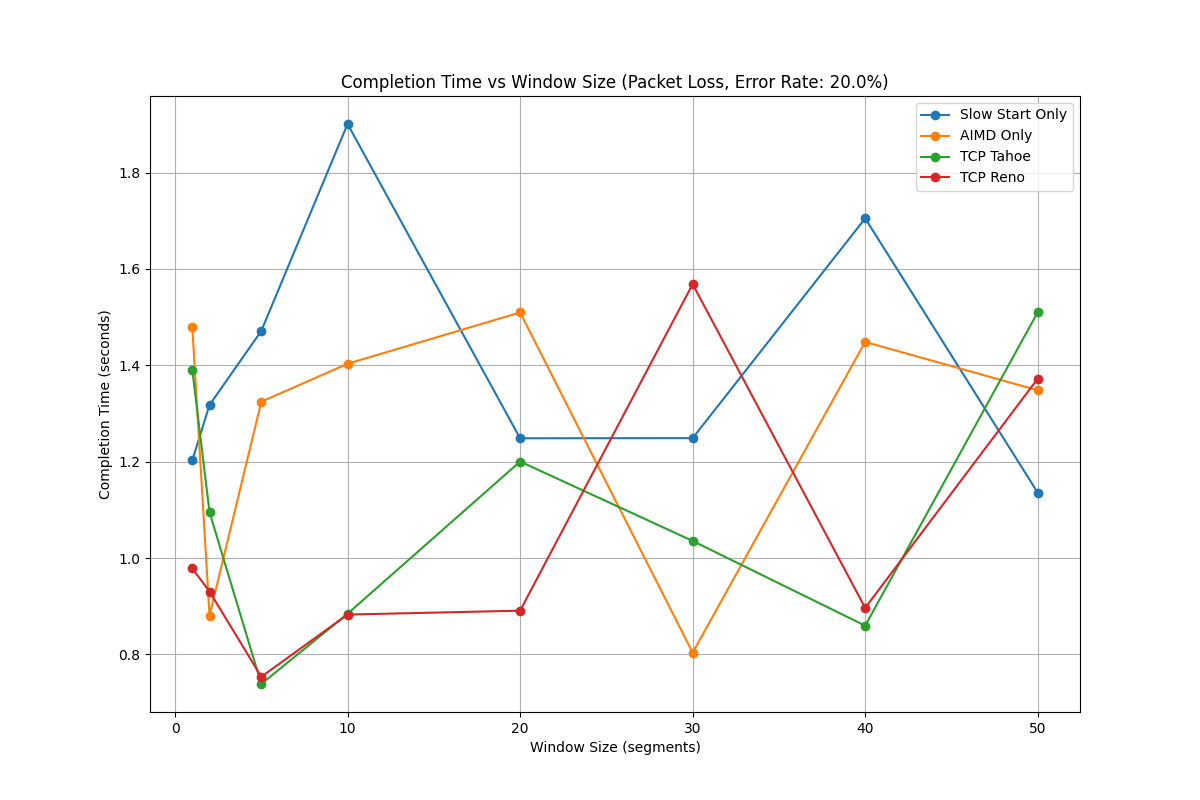 Completion Time vs Window Size (Packet Loss, Error Rate: 20.0%)
Slow Start Only
AIMD Only
TCP Tahoe
TCP Reno
Completion Time (seconds)
1.8
1.6
1.4
1.2
1.0
0.8
0 10 20 30 40 50
Window Size (segments)